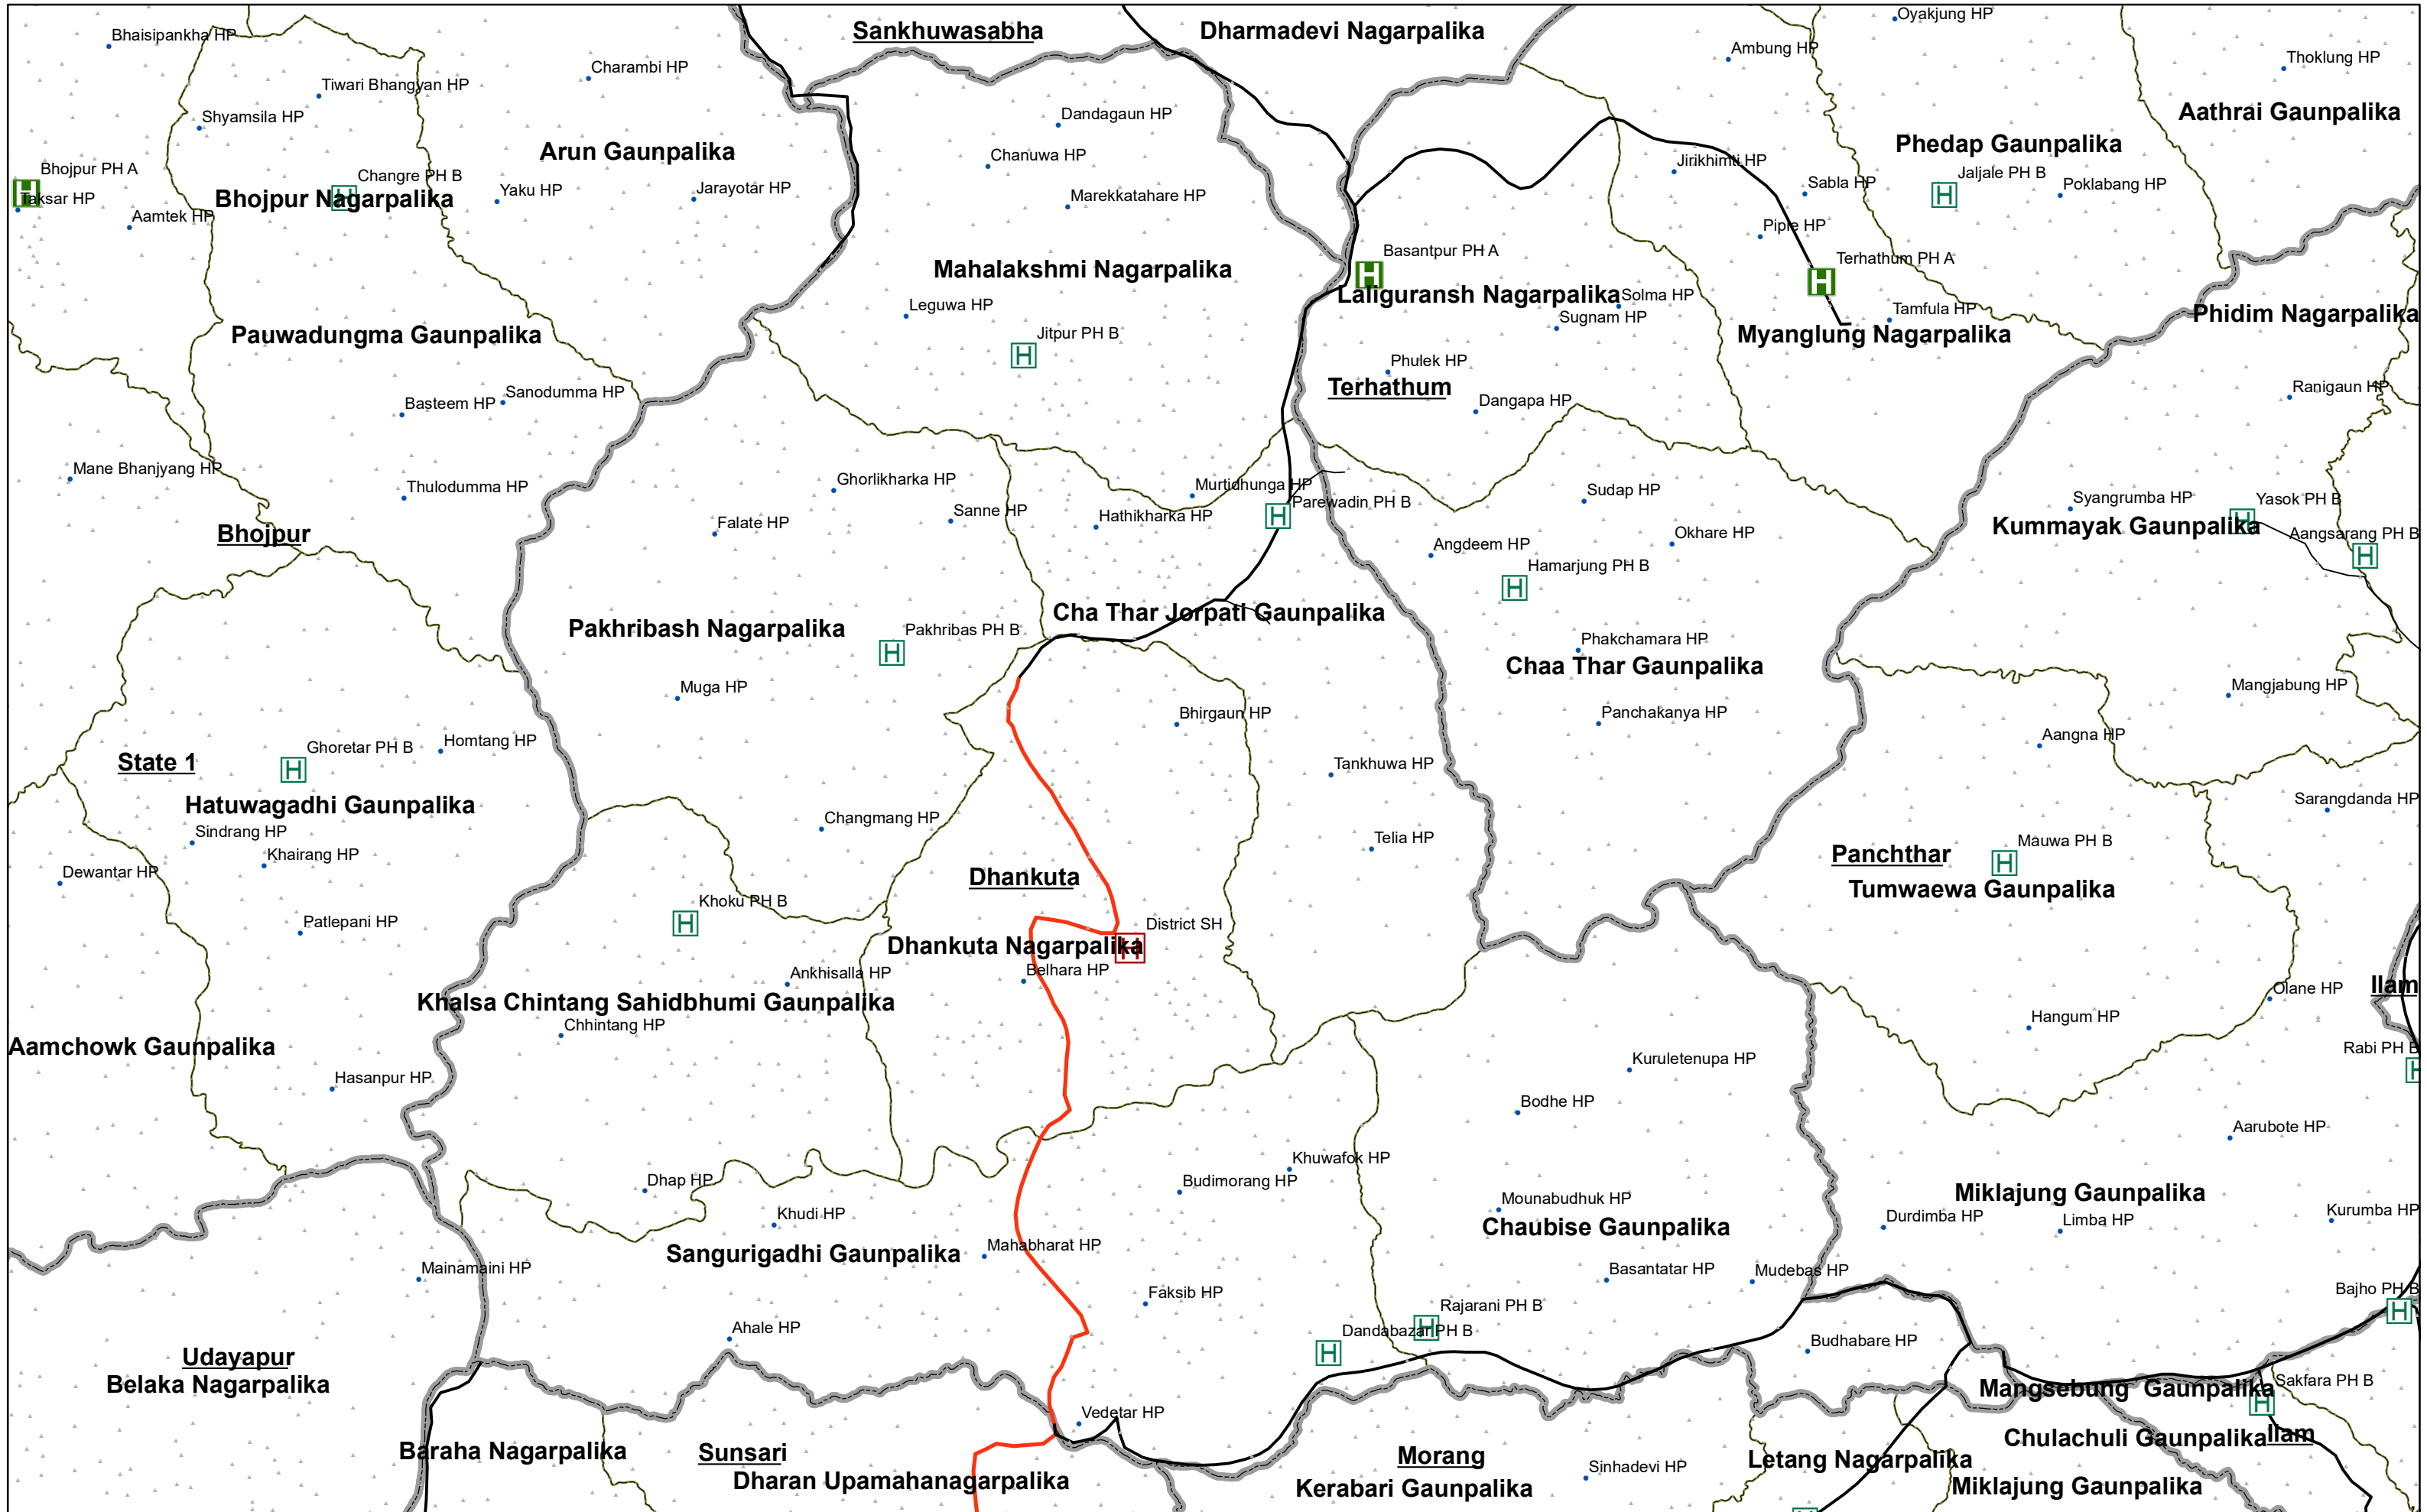 Oyakjung HP
Sankhuwasabha
Dharmadevi Nagarpalika
Bhaisipankha HP
Ambung HP
Thoklung HP
Charambi HP
Tiwari Bhangyan HP
Aathrai Gaunpalika
Shyamsila HP
Dandagaun HP
Phedap Gaunpalika
Arun Gaunpalika
Chanuwa HP
Jirikhimti HP
Bhojpur PH A
Changre PH B
Jaljale PH B
Taksar HP
Bhojpur Nagarpalika
Yaku HP
Jarayotar HP
Marekkatahare HP
Sabla HP
Poklabang HP
Aamtek HP
Piple HP
Basantpur PH A
Terhathum PH A
Mahalakshmi Nagarpalika
Laliguransh Nagarpalika
Solma HP
Leguwa HP
Sugnam HP
Tamfula HP
Phidim Nagarpalika
Pauwadungma Gaunpalika
Jitpur PH B
Myanglung Nagarpalika
Phulek HP
Terhathum
Ranigaun HP
Basteem HP
Sanodumma HP
Dangapa HP
Mane Bhanjyang HP
Thulodumma HP
Ghorlikharka HP
Murtidhunga HP
Sudap HP
Syangrumba HP
Yasok PH B
Parewadin PH B
Falate HP
Sanne HP
Hathikharka HP
Kummayak Gaunpalika
Bhojpur
Okhare HP
Aangsarang PH B
Angdeem HP
Hamarjung PH B
Cha Thar Jorpati Gaunpalika
Pakhribash Nagarpalika
Pakhribas PH B
Phakchamara HP
Chaa Thar Gaunpalika
Muga HP
Mangjabung HP
Bhirgaun HP
Panchakanya HP
Aangna HP
Ghoretar PH B
Homtang HP
State 1
Tankhuwa HP
Hatuwagadhi Gaunpalika
Sarangdanda HP
Changmang HP
Sindrang HP
Telia HP
Mauwa PH B
Khairang HP
Panchthar
Dewantar HP
Dhankuta
Tumwaewa Gaunpalika
Khoku PH B
Patlepani HP
District SH
Dhankuta Nagarpalika
Ankhisalla HP
Belhara HP
Ilam
Olane HP
Khalsa Chintang Sahidbhumi Gaunpalika
Chhintang HP
Hangum HP
Aamchowk Gaunpalika
Rabi PH B
Kuruletenupa HP
Hasanpur HP
Bodhe HP
Aarubote HP
Khuwafok HP
Dhap HP
Budimorang HP
Miklajung Gaunpalika
Mounabudhuk HP
Khudi HP
Chaubise Gaunpalika
Durdimba HP
Limba HP
Kurumba HP
Sangurigadhi Gaunpalika
Mahabharat HP
Mainamaini HP
Basantatar HP
Mudebas HP
Faksib HP
Bajho PH B
Rajarani PH B
Ahale HP
Dandabazar PH B
Budhabare HP
Udayapur
Belaka Nagarpalika
Mangsebung Gaunpalika
Sakfara PH B
Vedetar HP
Chulachuli Gaunpalika
Ilam
Baraha Nagarpalika
Sunsari
Morang
Letang Nagarpalika
Dharan Upamahanagarpalika
Sinhadevi HP
Kerabari Gaunpalika
Miklajung Gaunpalika